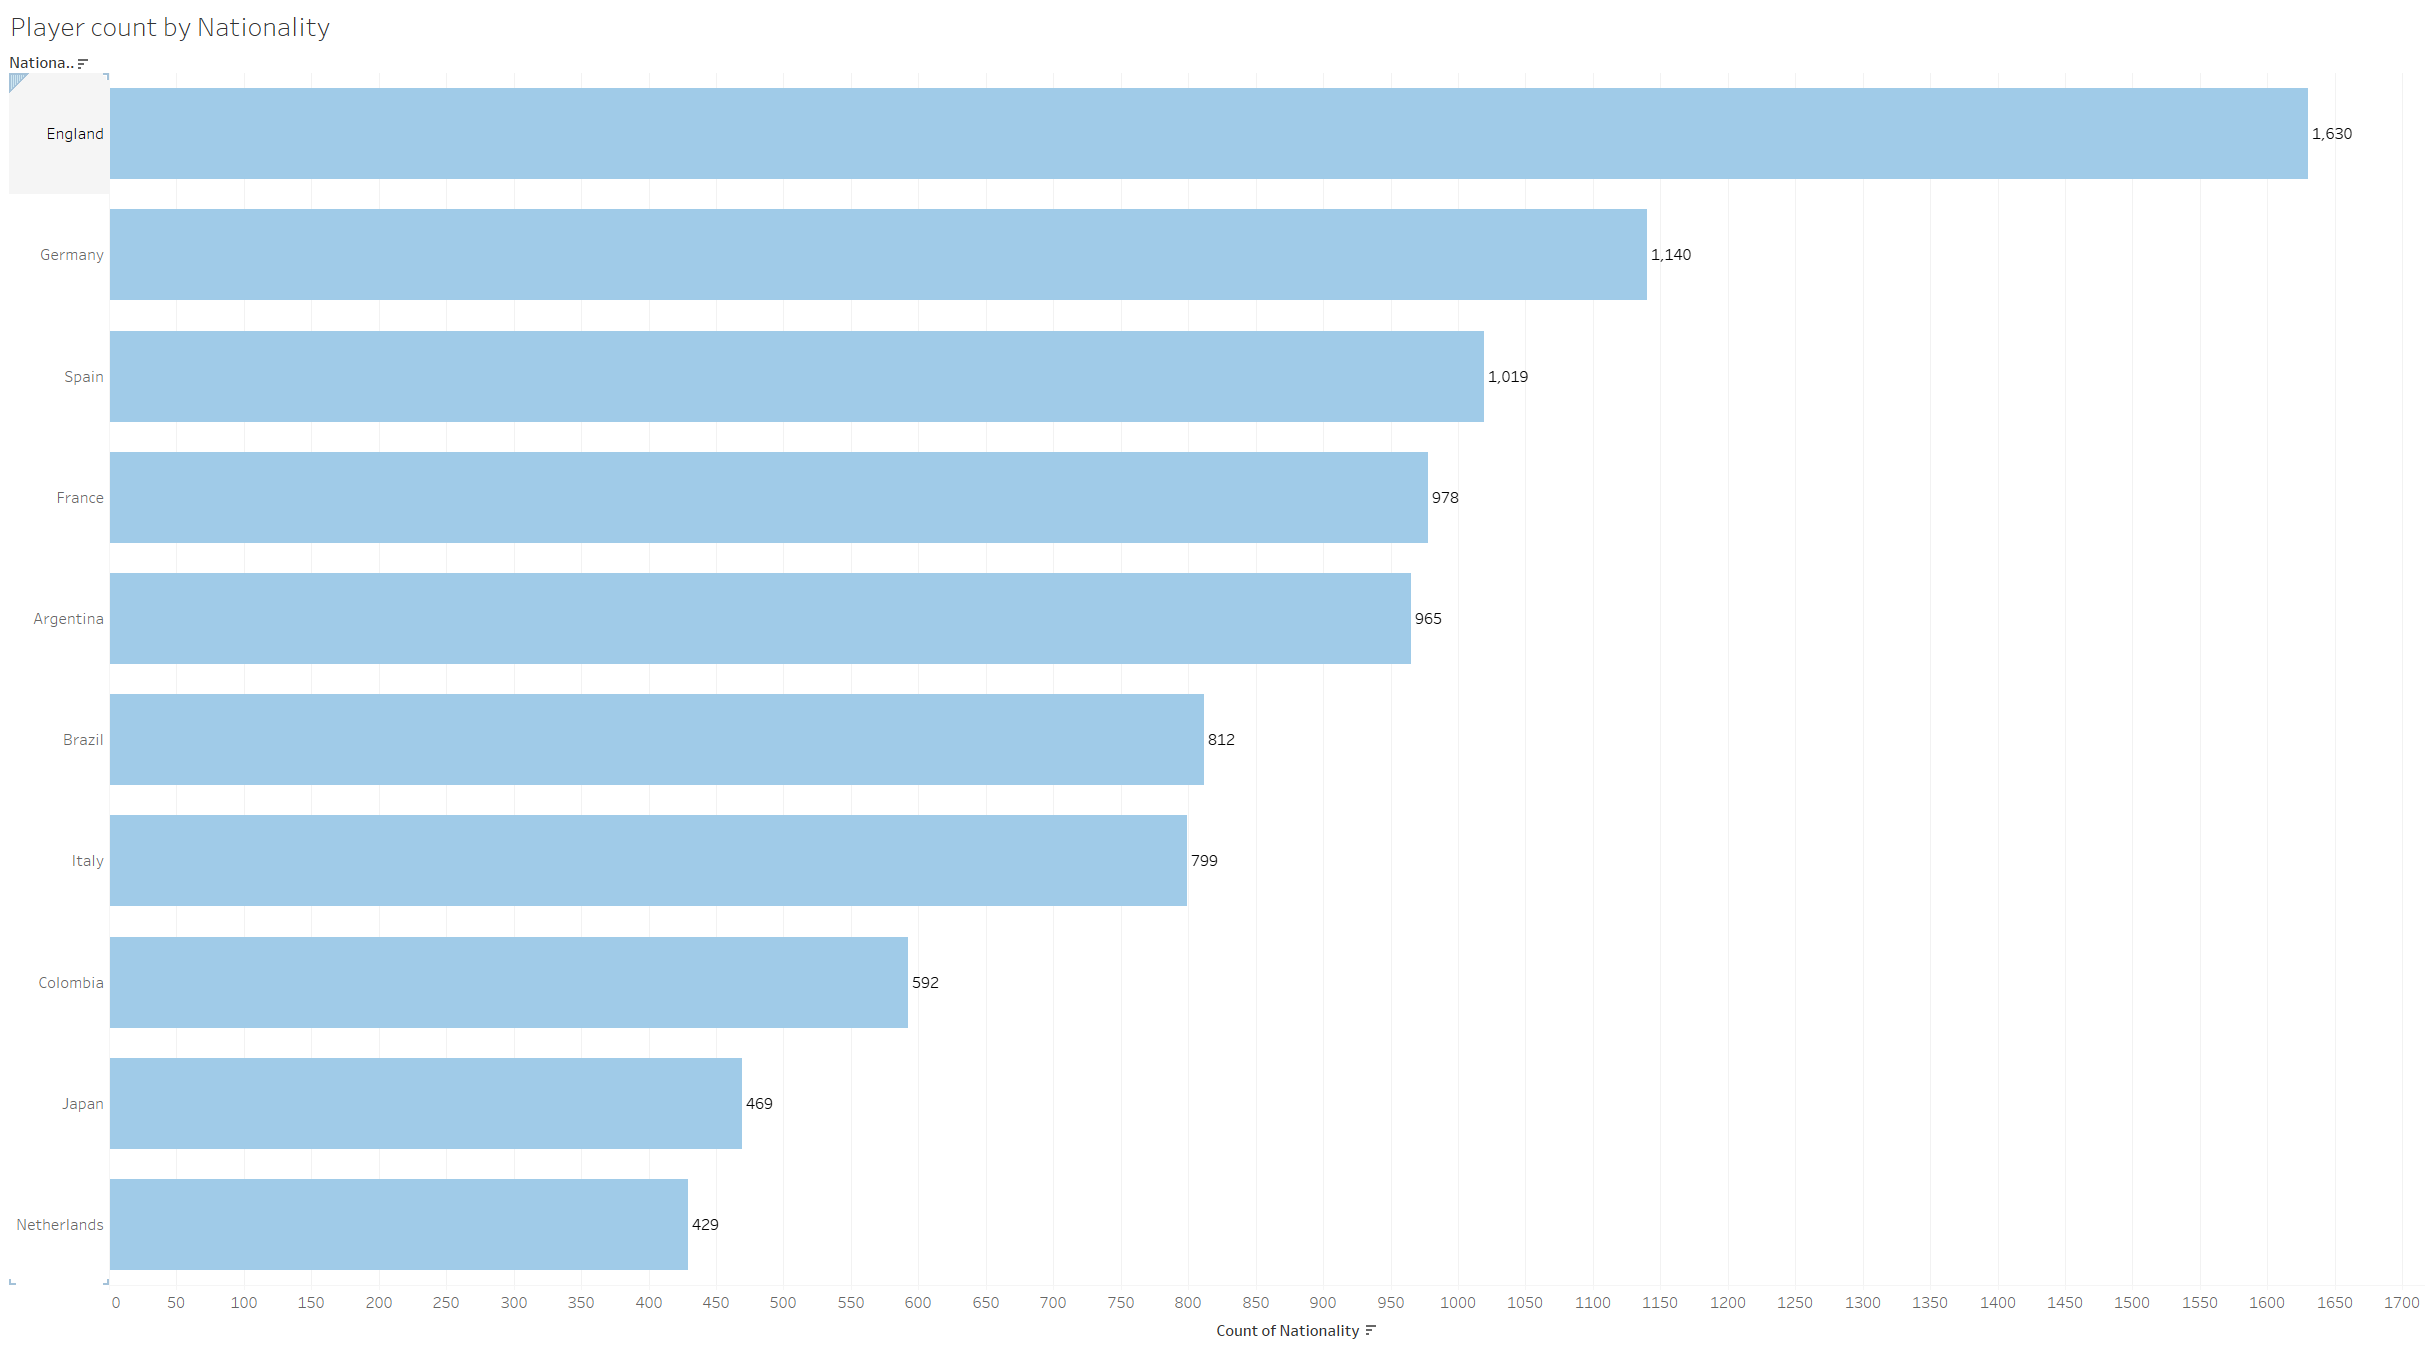 Player count by Nationality
Nationa..
England 1,630
Germany 1,140
Spain 1,019
France 978
Argentina 965
Brazil 812
Italy 799
Colombia 592
Japan 469
Netherlands 429
0 50 100 150 200 250 300 350 400 450 500 550 600 650 700 750 800 850 900 950 1000 1050 1100 1150 1200 1250 1300 1350 1400 1450 1500 1550 1600 1650 1700
Count of Nationality